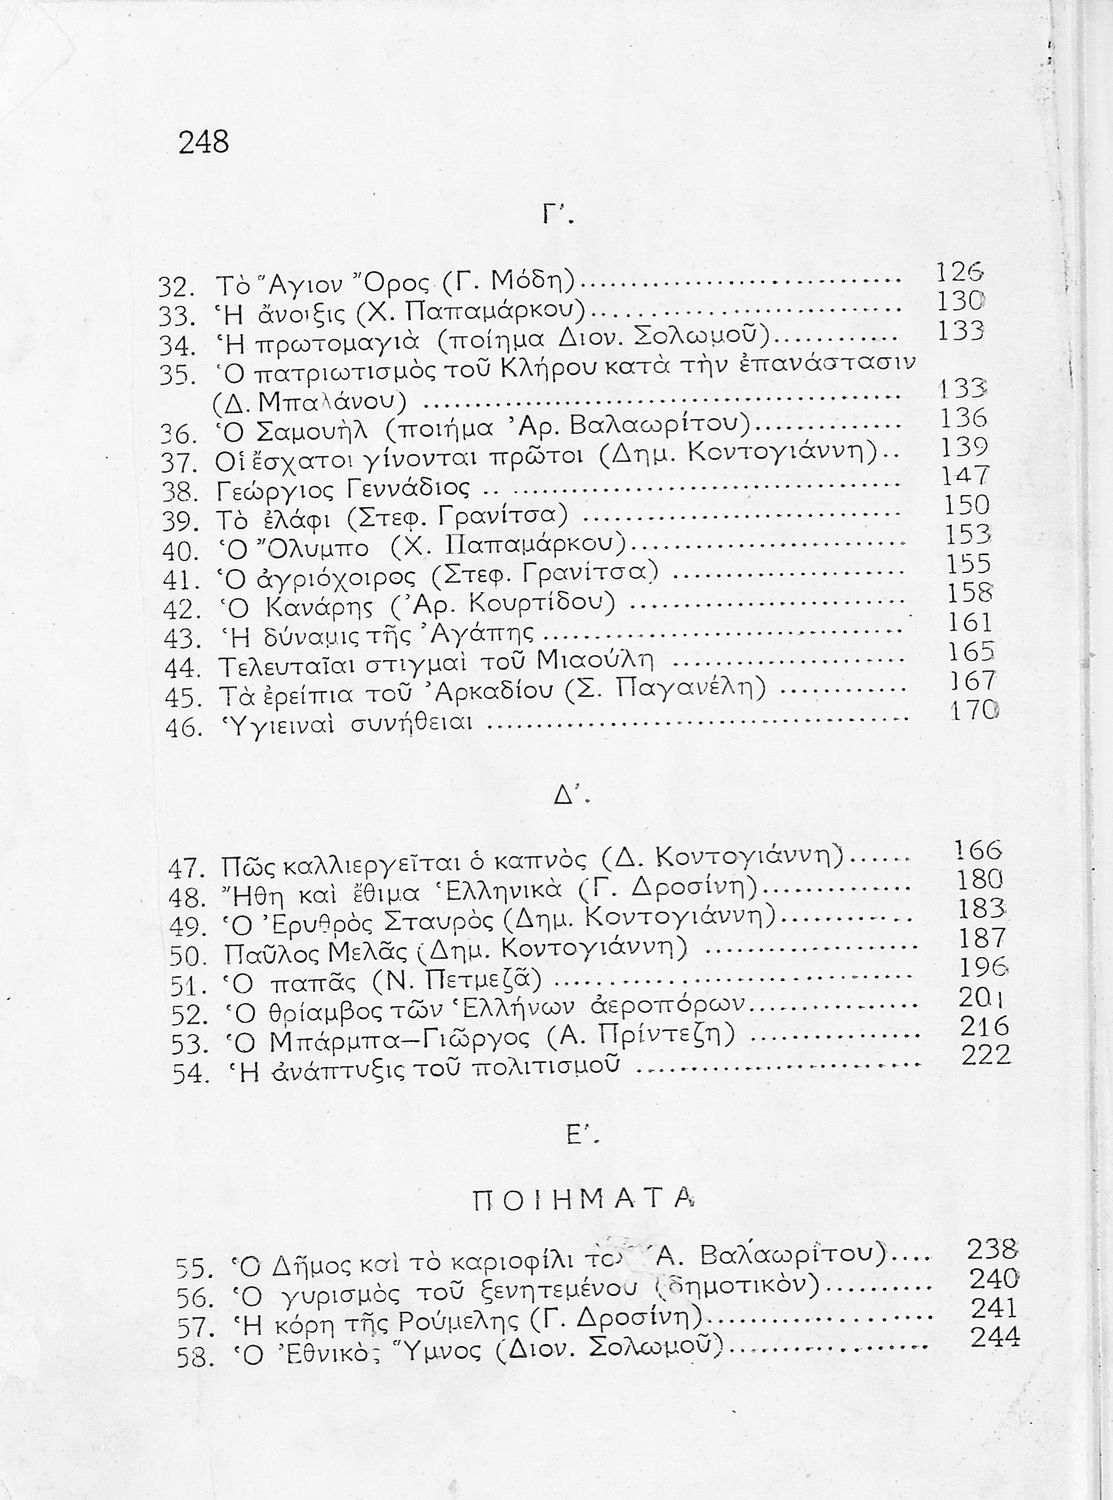 248
Γʹ.
32. Τὸ Ἅγιον Ὄρος (Γ. Μόδη)................................ 126
33. Ἡ ἄνοιξις (Χ. Παπαμάρκου)............................... 130
34. Ἡ πρωτομαγιὰ (ποίημα Διον. Σολωμοῦ)............. 133
35. Ὁ πατριωτισμὸς τοῦ Κλήρου κατὰ τὴν ἐπανάστασιν
(Δ. Μπαλάνου) ................................................ 133
36. Ὁ Σαμουὴλ (ποιήμα Ἀρ. Βαλαωρίτου)............... 136
37. Οἱ ἔσχατοι γίνονται πρῶτοι (Δημ. Κοντογιάννη).. 139
38. Γεώργιος Γεννάδιος .. ....................................... 147
39. Τὸ ἐλάφι (Στεφ. Γρανίτσα) ................................ 150
40. Ὁ Ὄλυμπο (Χ. Παπαμάρκου)............................ 153
41. Ὁ ἀγριόχοιρος (Στεφ. Γρανίτσα) ....................... 155
42. Ὁ Κανάρης (Ἀρ. Κουρτίδου) ............................ 158
43. Ἡ δύναμις τῆς Ἀγάπης .................................... 161
44. Τελευταῖαι στιγμαὶ τοῦ Μιαούλη ....................... 165
45. Τὰ ἐρείπια τοῦ Ἀρκαδίου (Σ. Παγανέλη) ............ 167
46. Ὑγιειναὶ συνήθειαι .......................................... 170
Δʹ.
47. Πῶς καλλιεργεῖται ὁ καπνὸς (Δ. Κοντογιάννη)...... 166
48. Ἤθη καὶ ἔθιμα Ἑλληνικὰ (Γ. Δροσίνη)............... 180
49. Ὁ Ἐρυθρὸς Σταυρὸς (Δημ. Κοντογιάννη)............. 183
50. Παῦλος Μελᾶς (Δημ. Κοντογιάννη) ..................... 187
51. Ὁ παπᾶς (Ν. Πετμεζᾶ) .................................... 196
52. Ὁ θρίαμβος τῶν Ἑλλήνων ἀεροπόρων................. 201
53. Ὁ Μπάρμπα—Γιῶργος (Α. Πρίντεζη) ................. 216
54. Ἡ ἀνάπτυξις τοῦ πολιτισμοῦ ............................ 222
Εʹ.
ΠΟΙΗΜΑΤΑ
55. Ὁ Δῆμος καὶ τὸ καριοφίλι Ἀ. Βαλαωρίτου).... 238
56. Ὁ γυρισμὸς τοῦ ξενητεμένου (δημοτικὸν)........... 240
57. Ἡ κόρη τῆς Ρούμελης (Γ. Δροσίνη)....................... 241
58. Ὁ Ἐθνικὸς Ὕμνος (Διον. Σολωμοῦ).................... 244